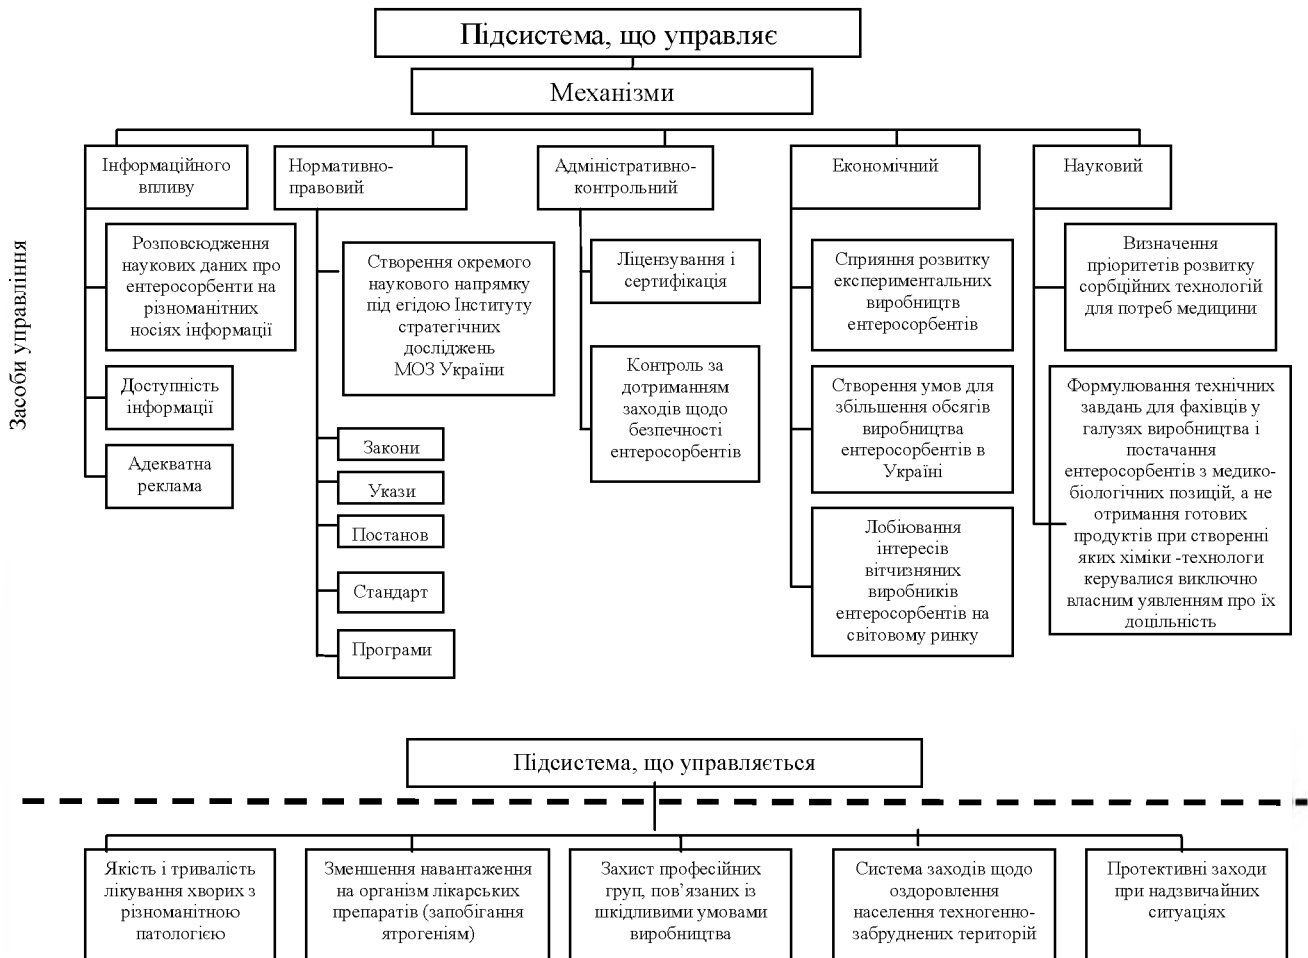 Підсистема, що управляє
Механізми
Засоби управління
Інформаційного
впливу
Розповсюдження
наукових даних про
ентеросорбенти на
різноманітних
носіях інформації
Доступність
інформації
Адекватна
реклама
Нормативно-
правовий
Створення окремого
наукового напрямку
під егідою Інституту
стратегічних
досліджень
МОЗ України
Закони
Укази
Постанов
Стандарт
Програми
Адміністративно-
контрольний
Ліцензування і
сертифікація
Контроль за
дотриманням
заходів щодо
безпечності
ентеросорбентів
Економічний
Сприяння розвитку
експериментальних
виробництв
ентеросорбентів
Створення умов для
збільшення обсягів
виробництва
ентеросорбентів в
Україні
Лобіювання
інтересів
вітчизняних
виробників
ентеросорбентів на
світовому ринку
Науковий
Визначення
пріоритетів розвитку
сорбційних технологій
для потреб медицини
Формулювання технічних
завдань для фахівців у
галузях виробництва і
постачання
ентеросорбентів з медико-
біологічних позицій, а не
отримання готових
продуктів при створенні
яких хіміки -технологи
керувалися виключно
власним уявленням про їх
доцільність
Підсистема, що управляється
Якість і тривалість
лікування хворих з
різноманітною
патологією
Зменшення навантаження
на організм лікарських
препаратів (запобігання
ятрогеніям)
Захист професійних
груп, пов’язаних із
шкідливими умовами
виробництва
Система заходів щодо
оздоровлення
населення техногенно-
забруднених територій
Протективні заходи
при надзвичайних
ситуаціях